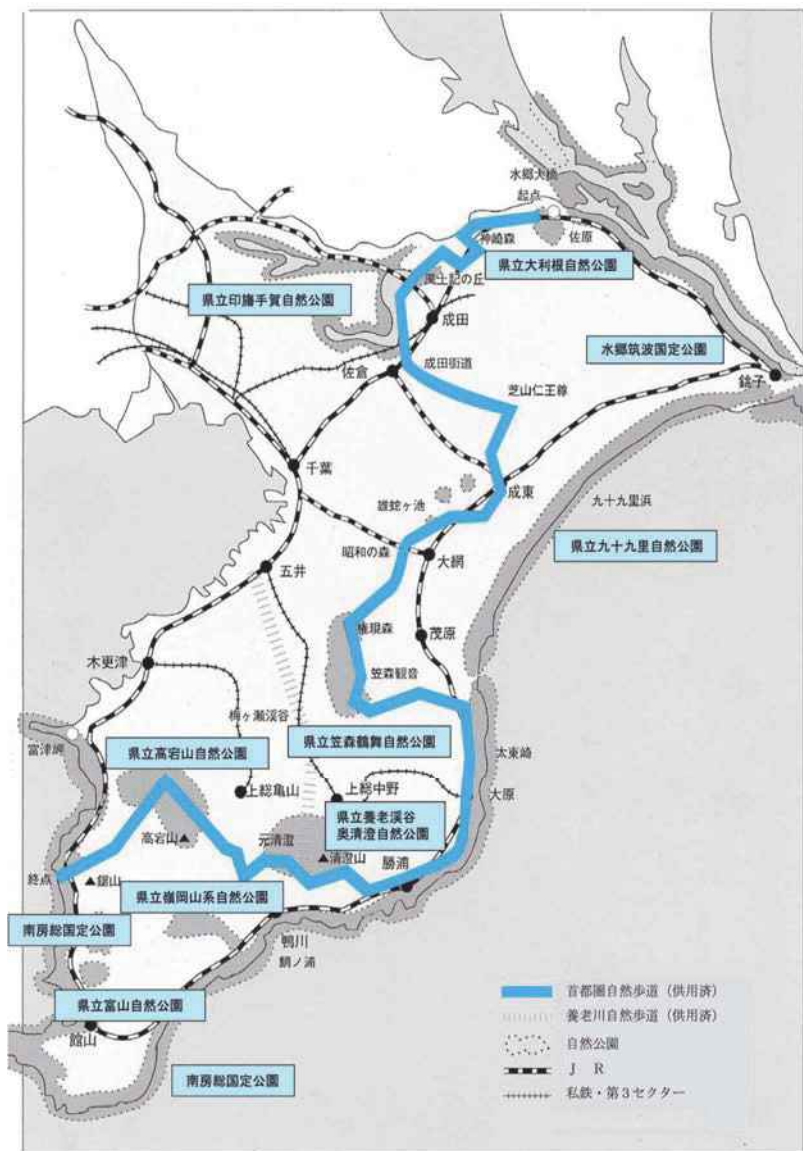 水郷大橋
起点
神崎森
佐原
県立大利根自然公園
風土記の丘
県立印旛手賀自然公園
成田
水郷筑波国定公園
佐倉
成田街道
銚子
芝山仁王尊
千葉
成東
雄蛇ヶ池
九十九里浜
昭和の森
県立九十九里自然公園
大網
五井
権現森
茂原
木更津
笠森観音
梅ヶ瀬渓谷
富津岬
県立高宕山自然公園
県立笠森鶴舞自然公園
太東崎
上総亀山
上総中野
大原
県立養老渓谷
奥清澄自然公園
高宕山
元清澄
清澄山
勝浦
終点
鋸山
県立嶺岡山系自然公園
南房総国定公園
鴨川
鯛ノ浦
県立富山自然公園
館山
南房総国定公園
首都圏自然歩道（供用済）
養老川自然歩道（供用済）
自然公園
J R
私鉄・第3セクター